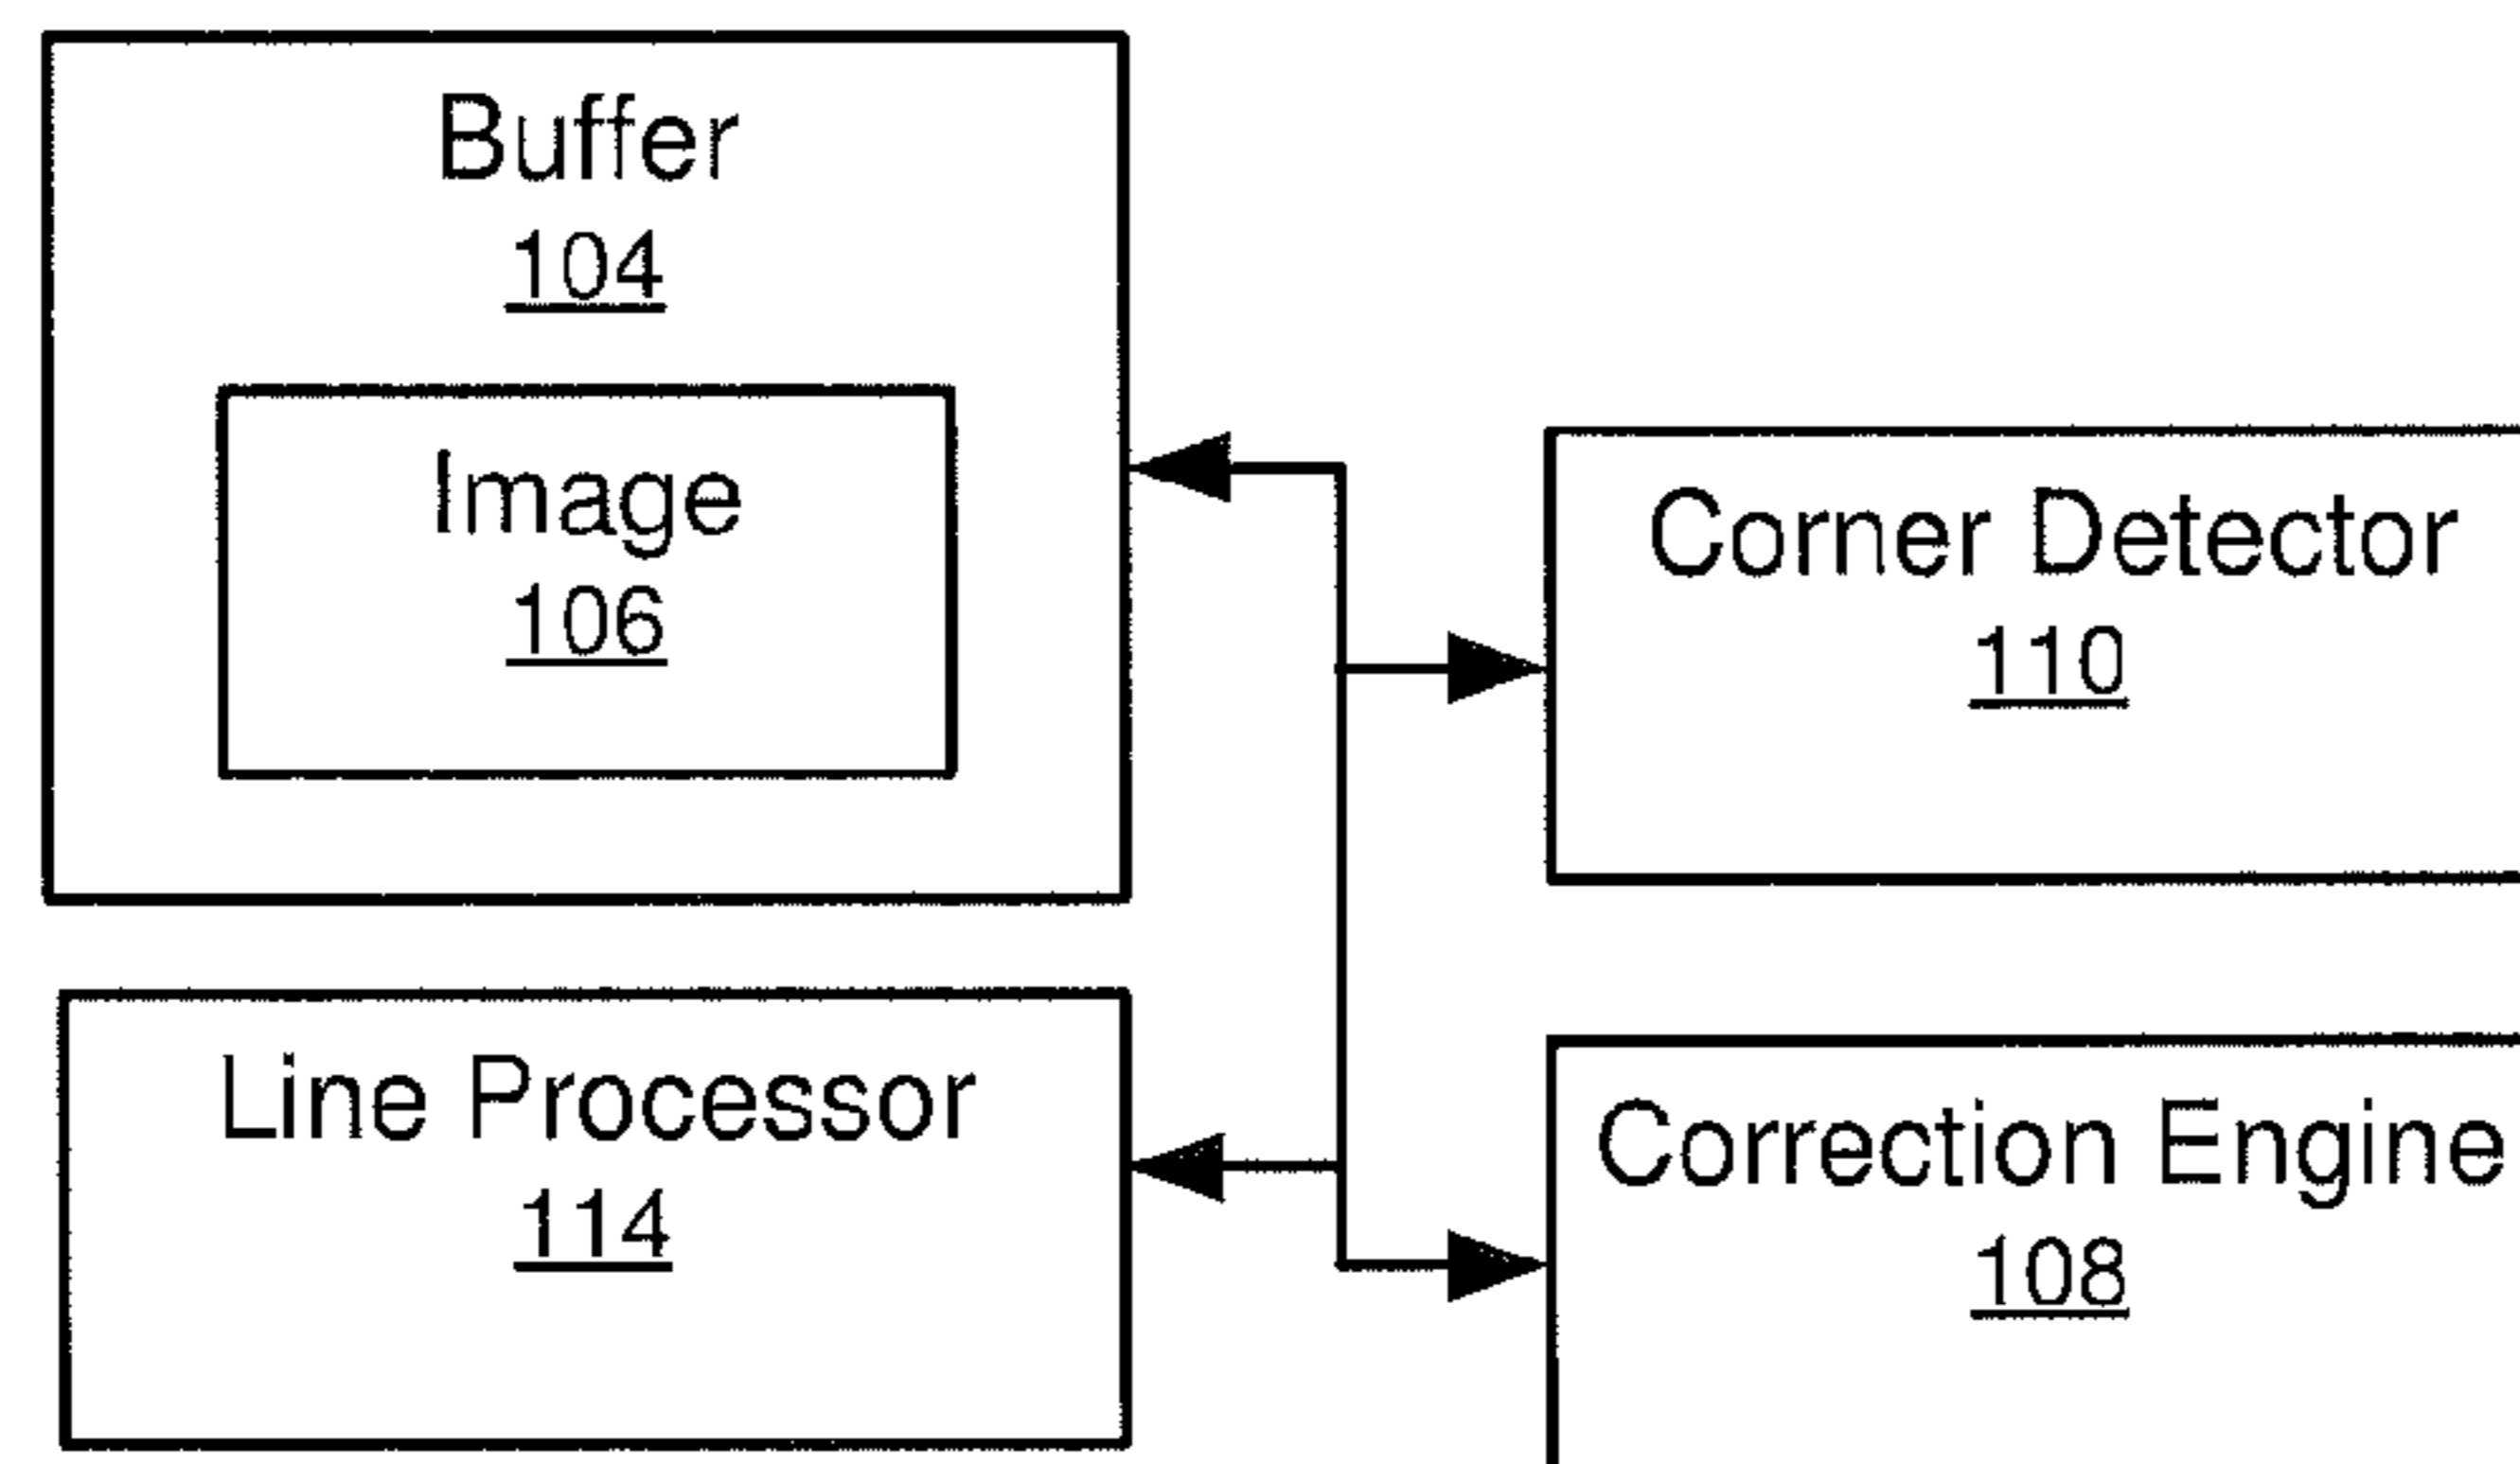 Buffer
104
Image
106
Corner Detector
110
Line Processor
114
Correction Engine
108